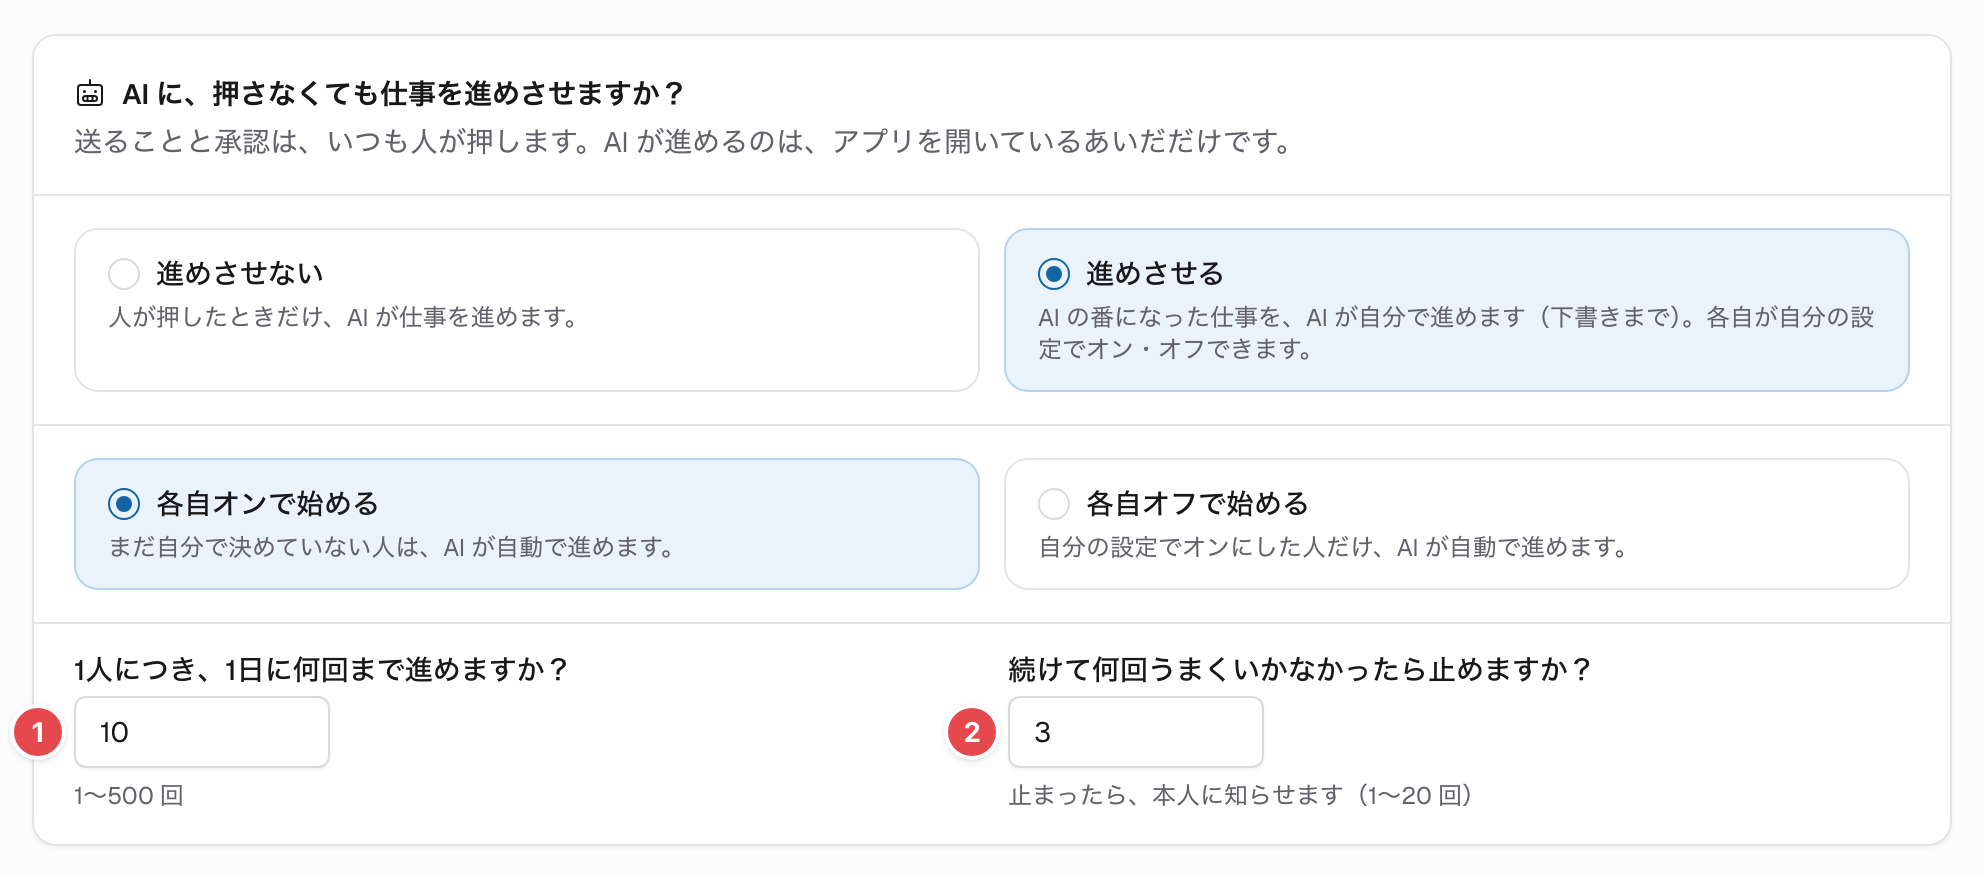 AI に、押さなくても仕事を進めさせますか？
送ることと承認は、いつも人が押します。AI が進めるのは、アプリを開いているあいだだけです。
進めさせない
人が押したときだけ、AI が仕事を進めます。
進めさせる
AI の番になった仕事を、AI が自分で進めます（下書きまで）。各自が自分の設
定でオン・オフできます。
各自オンで始める
まだ自分で決めていない人は、AI が自動で進めます。
各自オフで始める
自分の設定でオンにした人だけ、AI が自動で進めます。
1人につき、1日に何回まで進めますか？
1
10
1〜500 回
続けて何回うまくいかなかったら止めますか？
2
3
止まったら、本人に知らせます（1〜20 回）